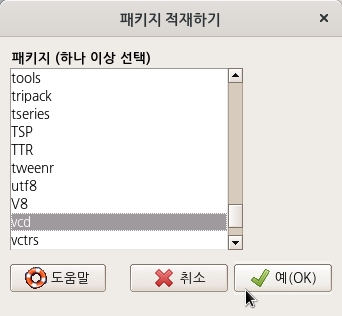 패키지 적재하기
패키지 (하나 이상 선택)
tools
tripack
tseries
TSP
TTR
tweenr
utf8
V8
vcd
vctrs
도움말
취소
예(OK)